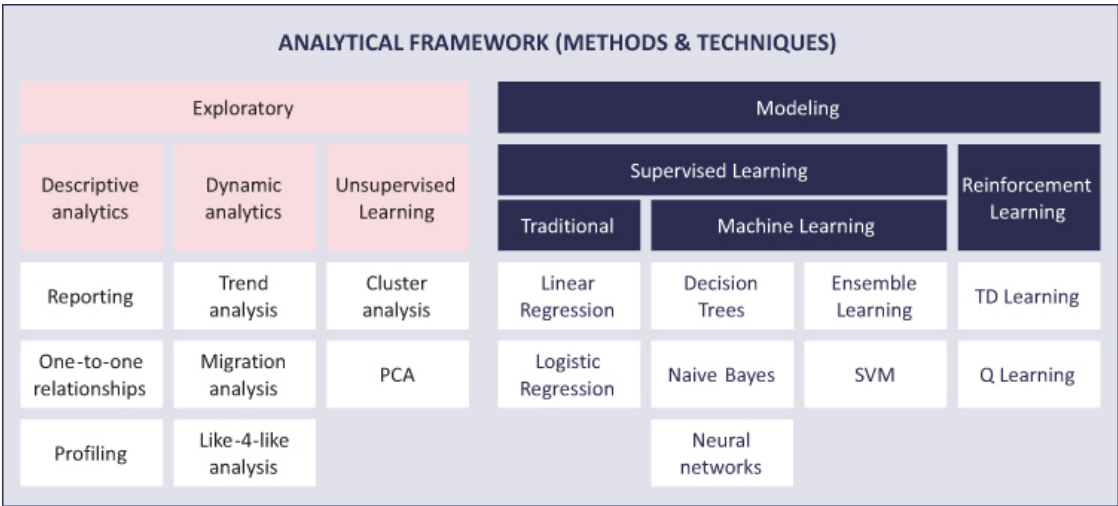 ANALYTICAL FRAMEWORK (METHODS & TECHNIQUES)
Exploratory
Modeling
Descriptive
analytics
Dynamic
analytics
Unsupervised
Learning
Supervised Learning
Traditional
Machine Learning
Reinforcement
Learning
Reporting
Trend
analysis
Cluster
analysis
Linear
Regression
Decision
Trees
Ensemble
Learning
TD Learning
One-to-one
relationships
Migration
analysis
PCA
Logistic
Regression
Naive Bayes
SVM
Q Learning
Profiling
Like-4-like
analysis
Neural
networks